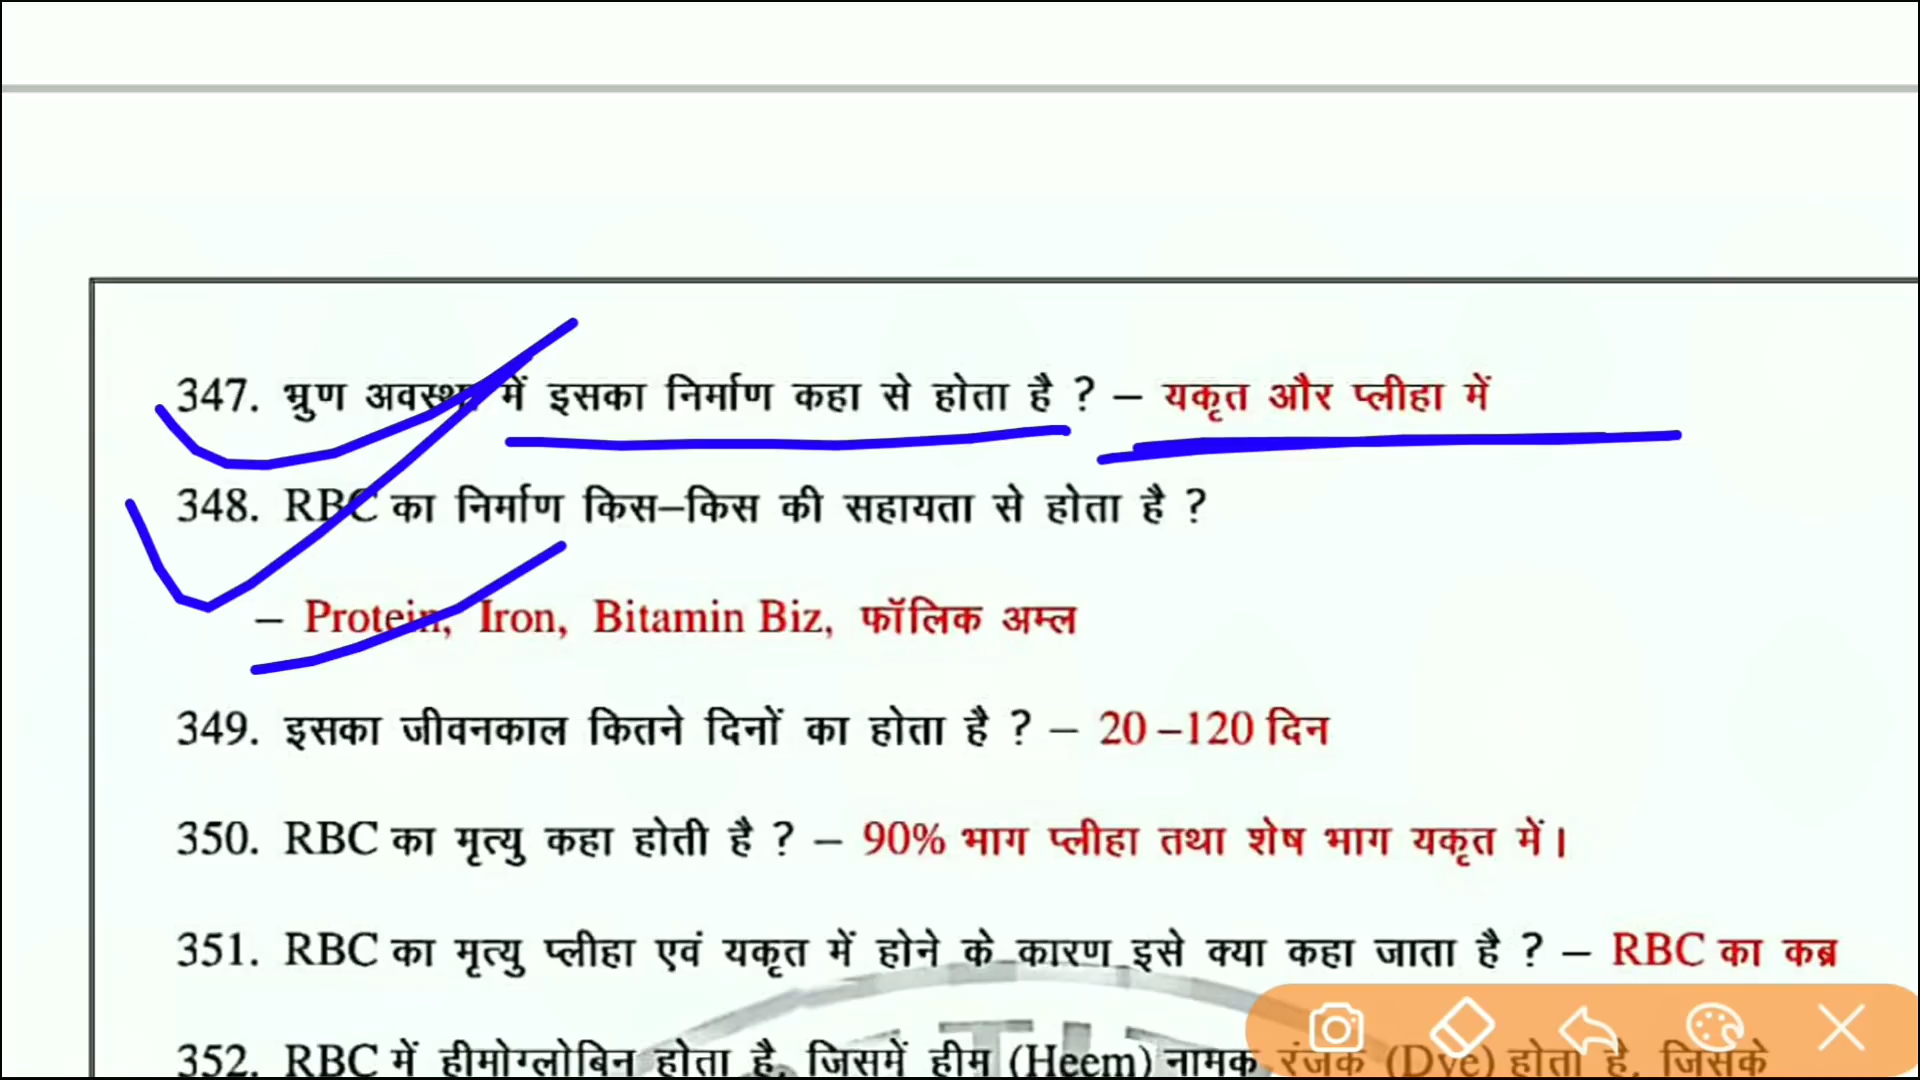 347. भ्रुण अवस्था में इसका निर्माण कहा से होता है ? – यकृत और प्लीहा में
348. RBC का निर्माण किस–किस की सहायता से होता है ?
– Protein, Iron, Bitamin Biz, फॉलिक अम्ल
349. इसका जीवनकाल कितने दिनों का होता है ? – 20 –120 दिन
350. RBC का मृत्यु कहा होती है ? – 90% भाग प्लीहा तथा शेष भाग यकृत में।
351. RBC का मृत्यु प्लीहा एवं यकृत में होने के कारण इसे क्या कहा जाता है ? – RBC का कब्र
352. RBC में हीमोग्लोबिन होता है, जिसमें हीम (Heem) नामक रंजक (Dye) होता है, जिसके